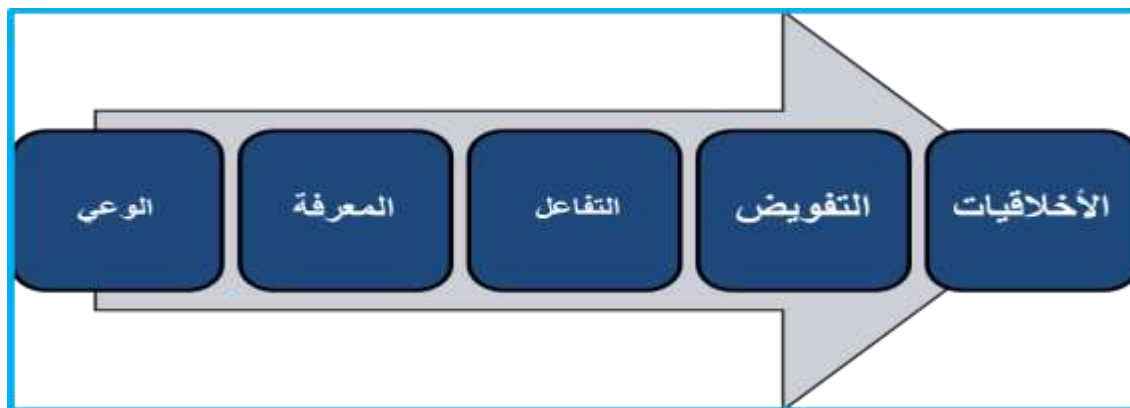 الوعي
المعرفة
التفاعل
التفويض
الأخلاقيات